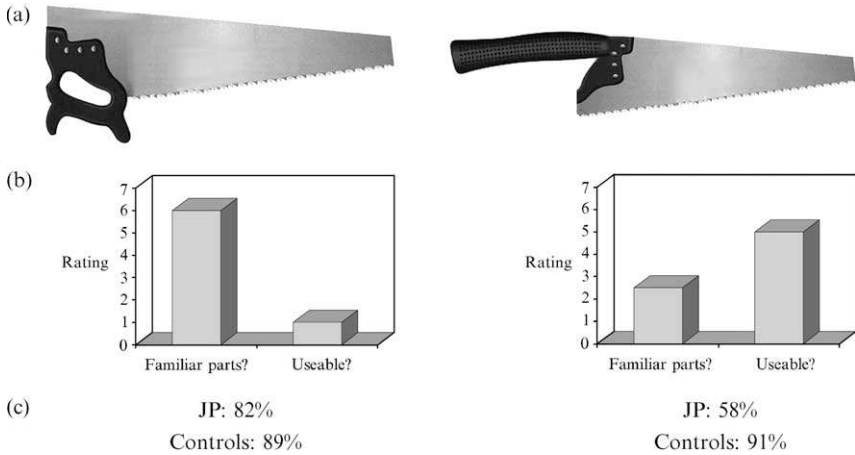 (a)
(b)
7
6
5
4
3
2
1
0
Rating
Familiar parts? Useable?
7
6
5
4
3
2
1
0
Rating
Familiar parts? Useable?
(c)
JP: 82%
Controls: 89%
JP: 58%
Controls: 91%